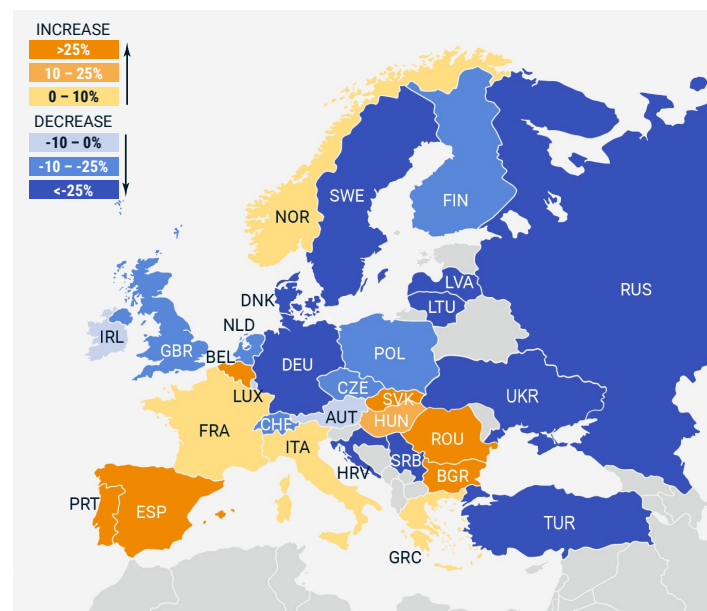 INCREASE
>25%
10 – 25%
0 – 10%
DECREASE
-10 – 0%
-10 – -25%
<-25%
NOR
SWE
FIN
RUS
DNK
LVA
LTU
IRL
GBR
NLD
BEL
DEU
POL
LUX
CZE
SVK
UKR
CHE
AUT
HUN
FRA
ITA
ROU
HRV
SRB
BGR
PRT
ESP
TUR
GRC